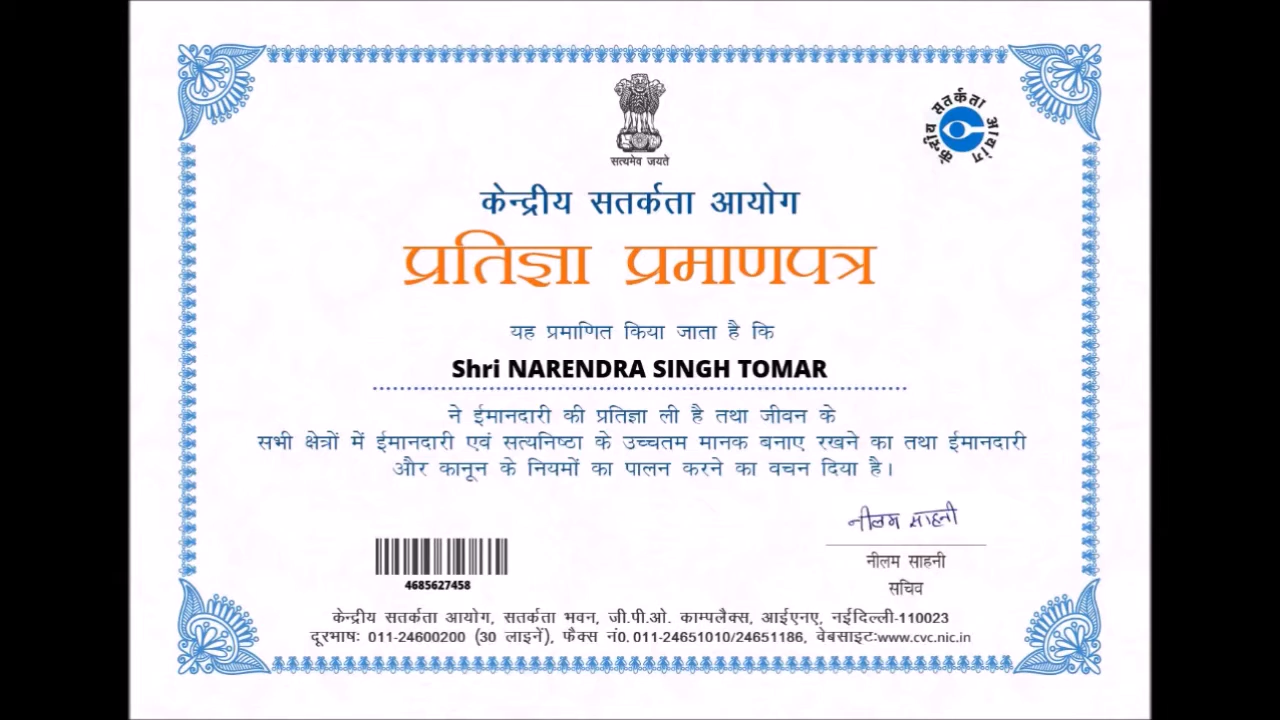 सत्यमेव जयते
केन्द्रीय सतर्कता आयोग
केन्द्रीय सतर्कता आयोग
प्रतिज्ञा प्रमाणपत्र
यह प्रमाणित किया जाता है कि
Shri NARENDRA SINGH TOMAR
ने ईमानदारी की प्रतिज्ञा ली है तथा जीवन के
सभी क्षेत्रों में ईमानदारी एवं सत्यनिष्ठा के उच्चतम मानक बनाए रखने का तथा ईमानदारी
और कानून के नियमों का पालन करने का वचन दिया है।
नीलम साहनी
नीलम साहनी
सचिव
4685627458
केन्द्रीय सतर्कता आयोग, सतर्कता भवन, जी.पी.ओ. काम्पलैक्स, आईएनए, नईदिल्ली-110023
दूरभाषः 011-24600200 (30 लाइनें), फैक्स नं0. 011-24651010/24651186, वेबसाइटःwww.cvc.nic.in